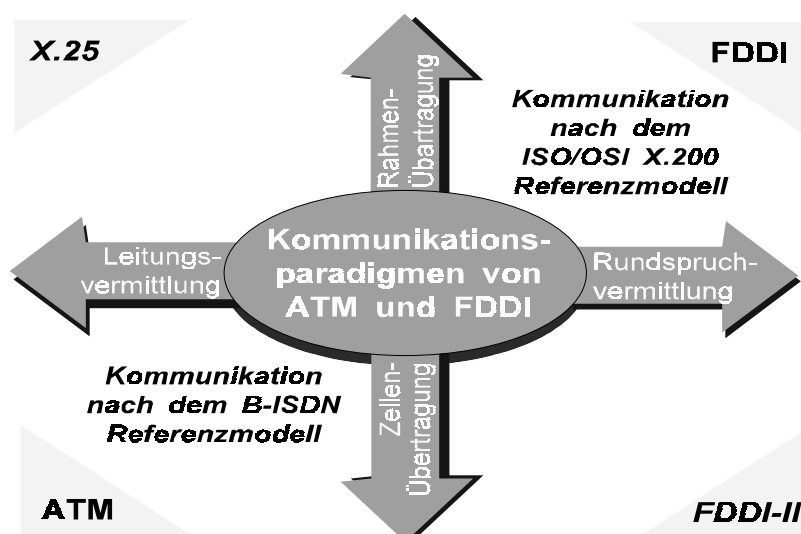 X.25
FDDI
Rahmen-
Übartragung
Kommunikation
nach dem
ISO/OSI X.200
Referenzmodell
Leitungs-
vermittlung
Kommunikations-
paradigmen von
ATM und FDDI
Rundspruch-
vermittlung
Kommunikation
nach dem B-ISDN
Referenzmodell
Zellen-
Übertragung
ATM
FDDI-II